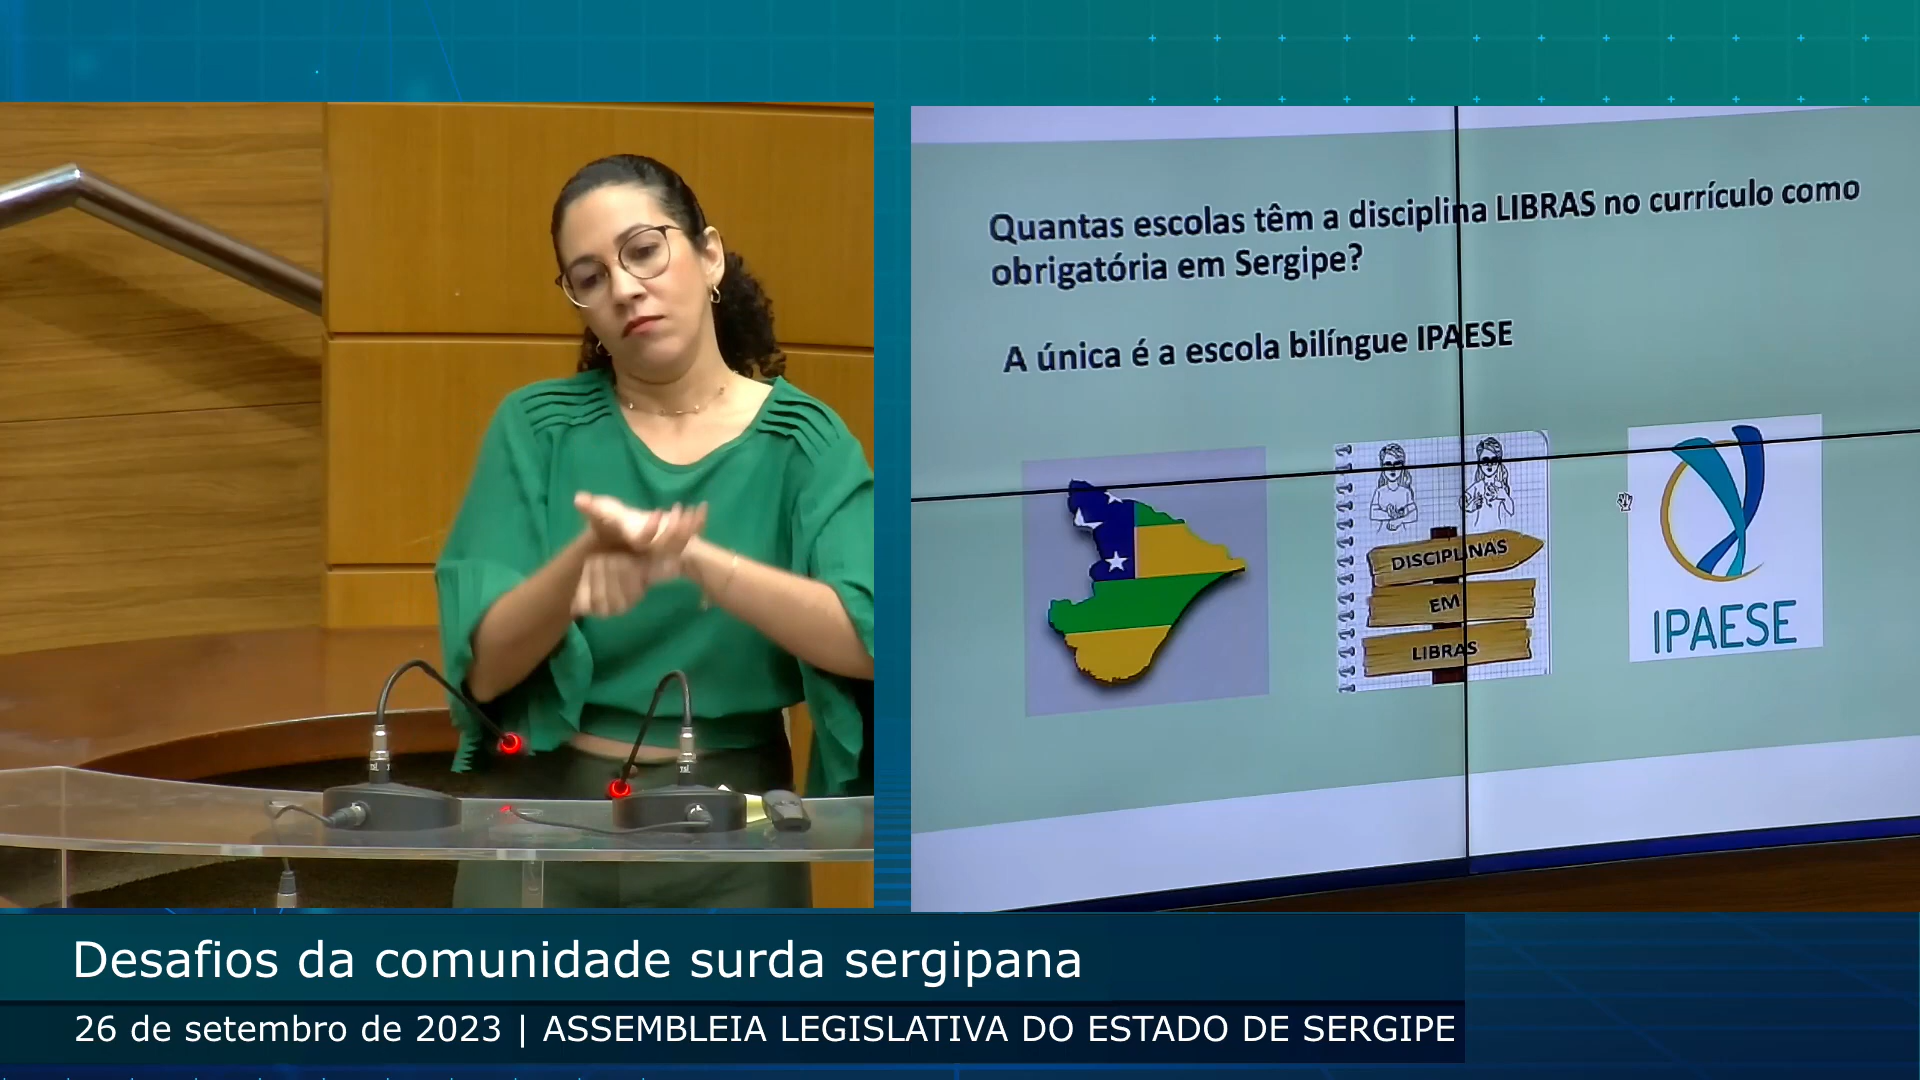 Quantas escolas têm a disciplina LIBRAS no currículo como
obrigatória em Sergipe?
A única é a escola bilíngue IPAESE
DISCIPLINAS
EM
LIBRAS
IPAESE
Desafios da comunidade surda sergipana
26 de setembro de 2023 | ASSEMBLEIA LEGISLATIVA DO ESTADO DE SERGIPE